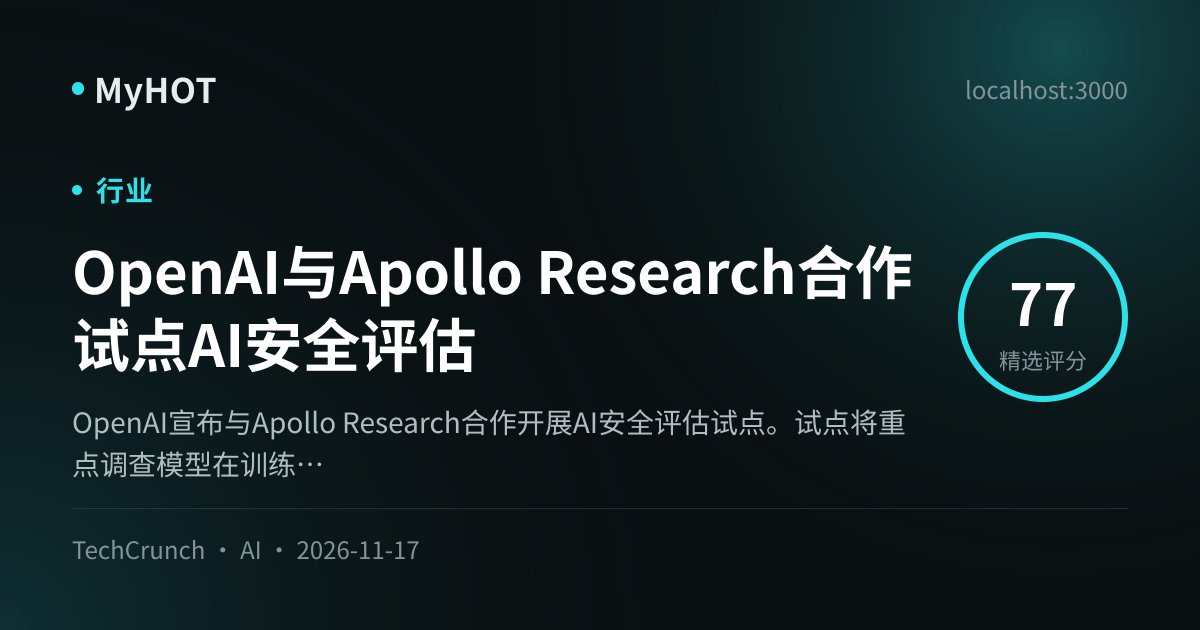 MyHOT
localhost:3000
行业
OpenAI与Apollo Research合作
试点AI安全评估
77
精选评分
OpenAI宣布与Apollo Research合作开展AI安全评估试点。试点将重
点调查模型在训练…
TechCrunch · AI · 2026-11-17